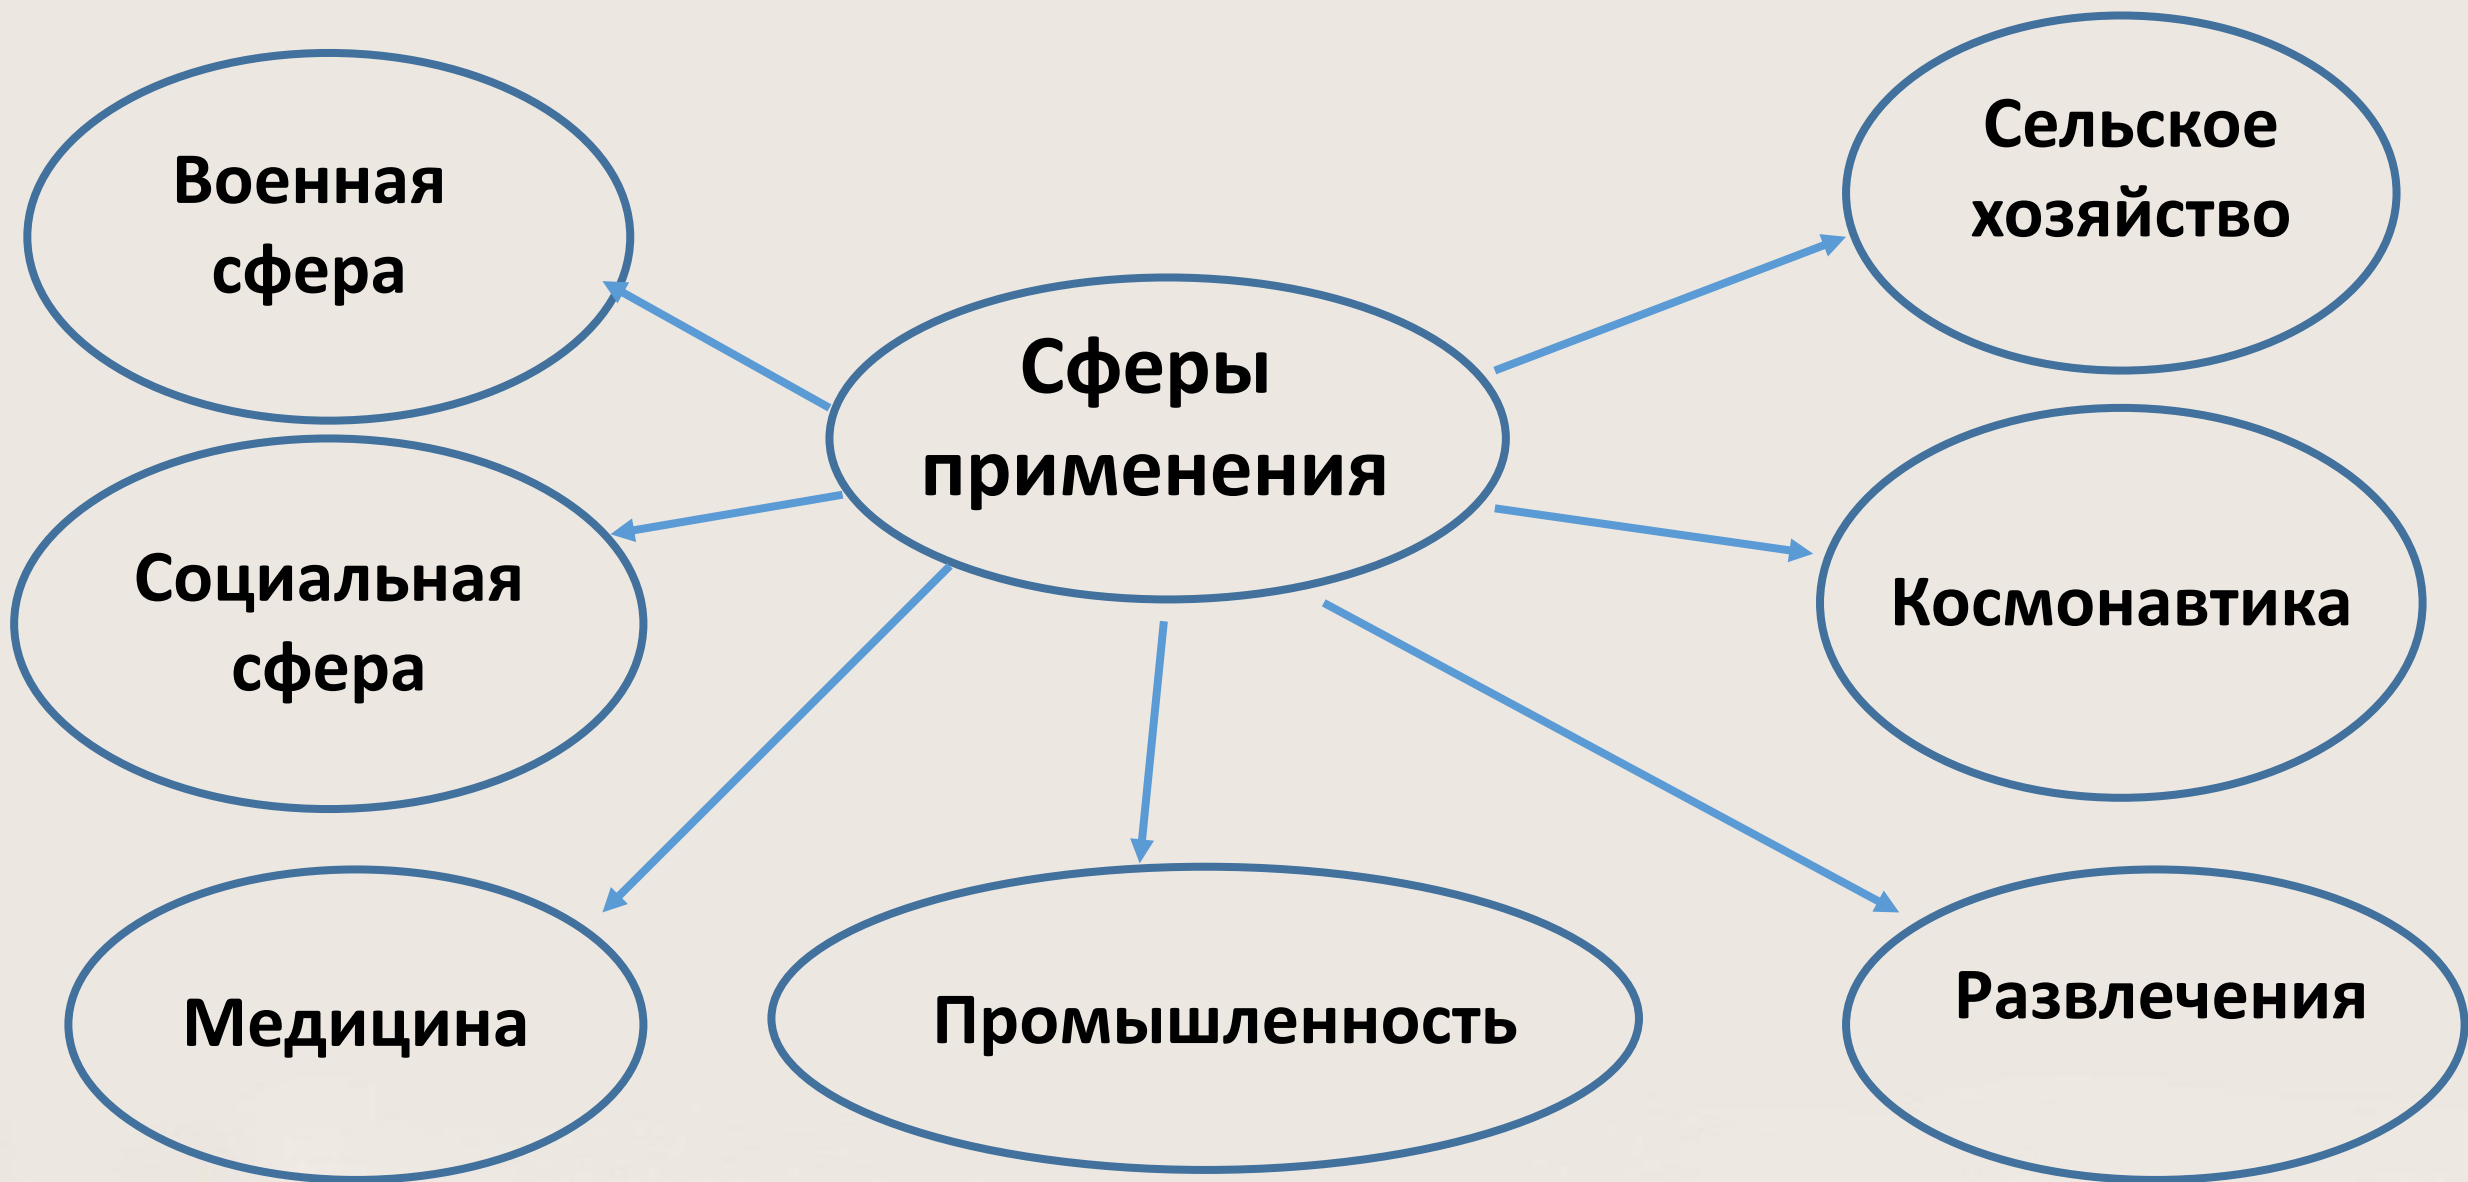 Военная
сфера
Сельское
хозяйство
Сферы
применения
Социальная
сфера
Космонавтика
Медицина
Промышленность
Развлечения